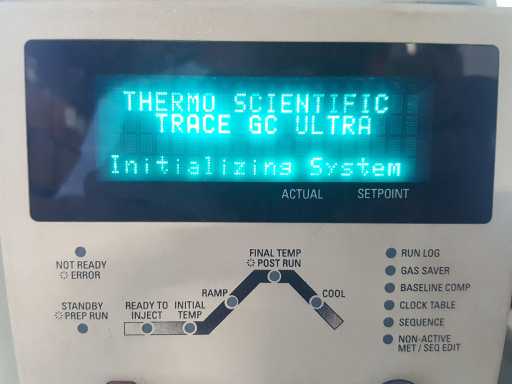 THERMO SCIENTIFIC
TRACE GC ULTRA
Initializing System
ACTUAL SETPOINT
NOT READY
ERROR
STANDBY
PREP RUN
READY TO
INJECT
INITIAL
TEMP
RAMP
FINAL TEMP
POST RUN
COOL
RUN LOG
GAS SAVER
BASELINE COMP
CLOCK TABLE
SEQUENCE
NON-ACTIVE
MET / SEQ EDIT